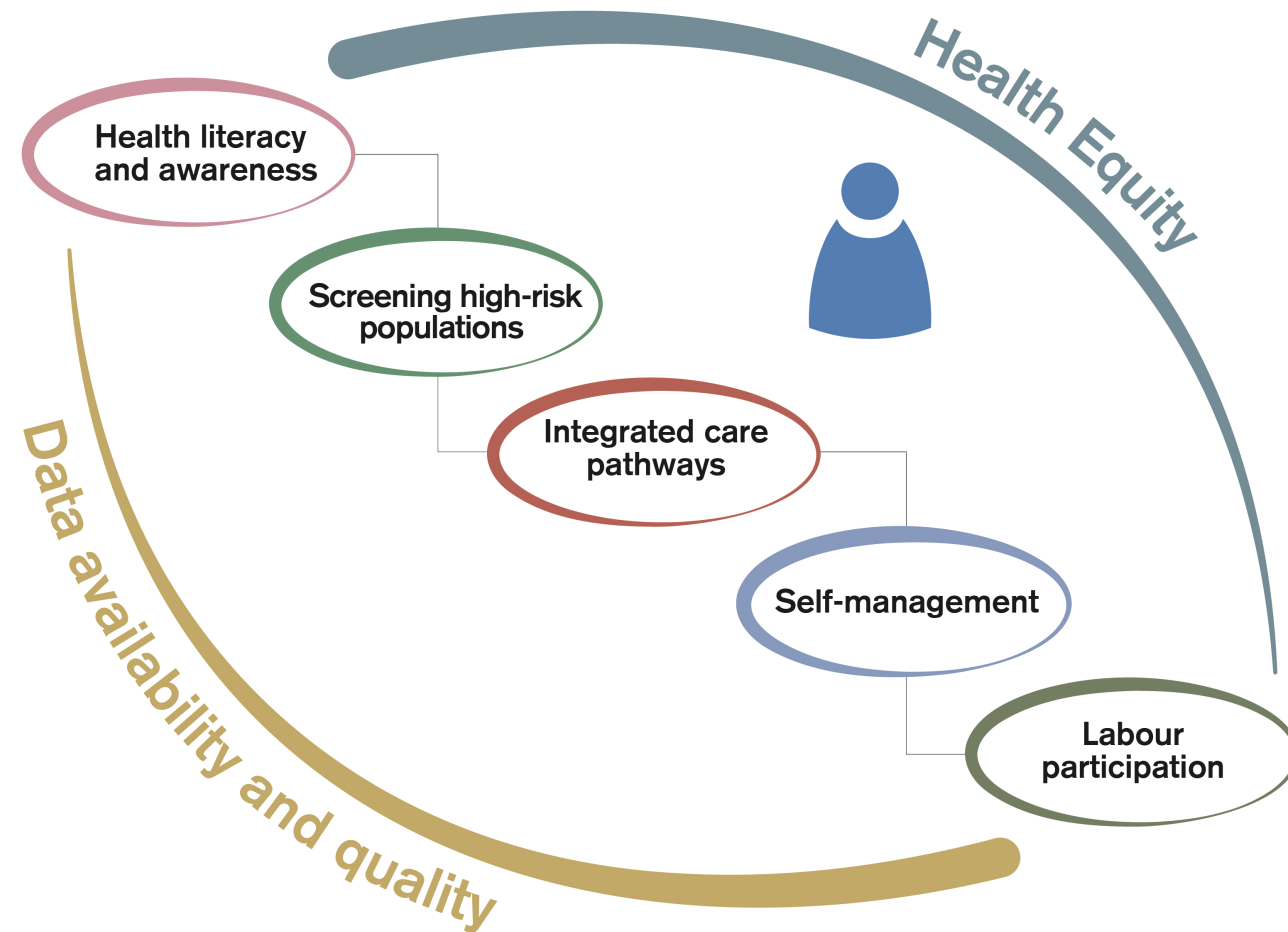 Health Equity
Health literacy
and awareness
Screening high-risk
populations
Integrated care
pathways
Self-management
Labour
participation
Data availability and quality